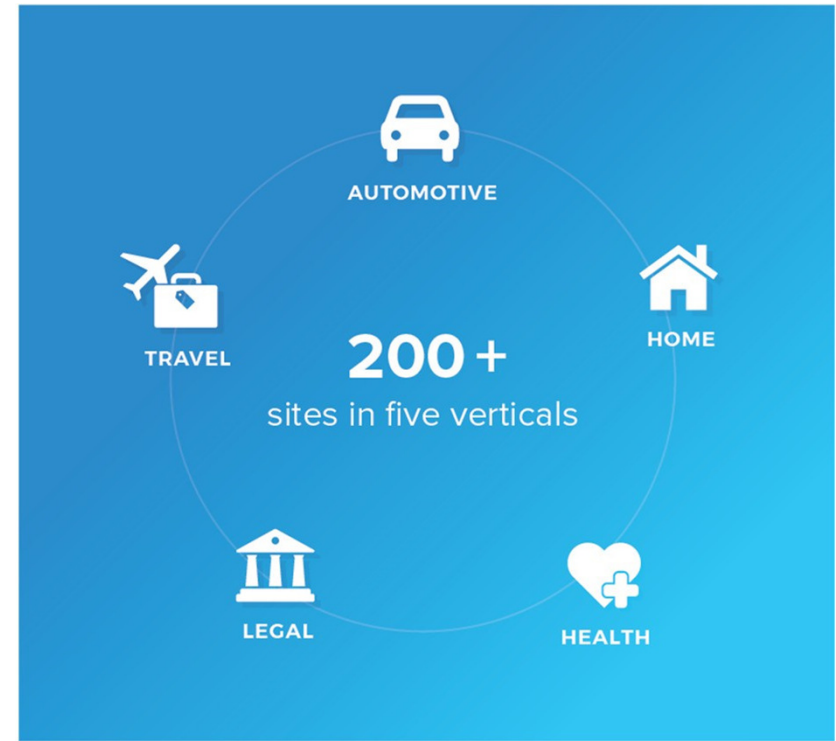 AUTOMOTIVE
TRAVEL
HOME
200+
sites in five verticals
LEGAL
HEALTH